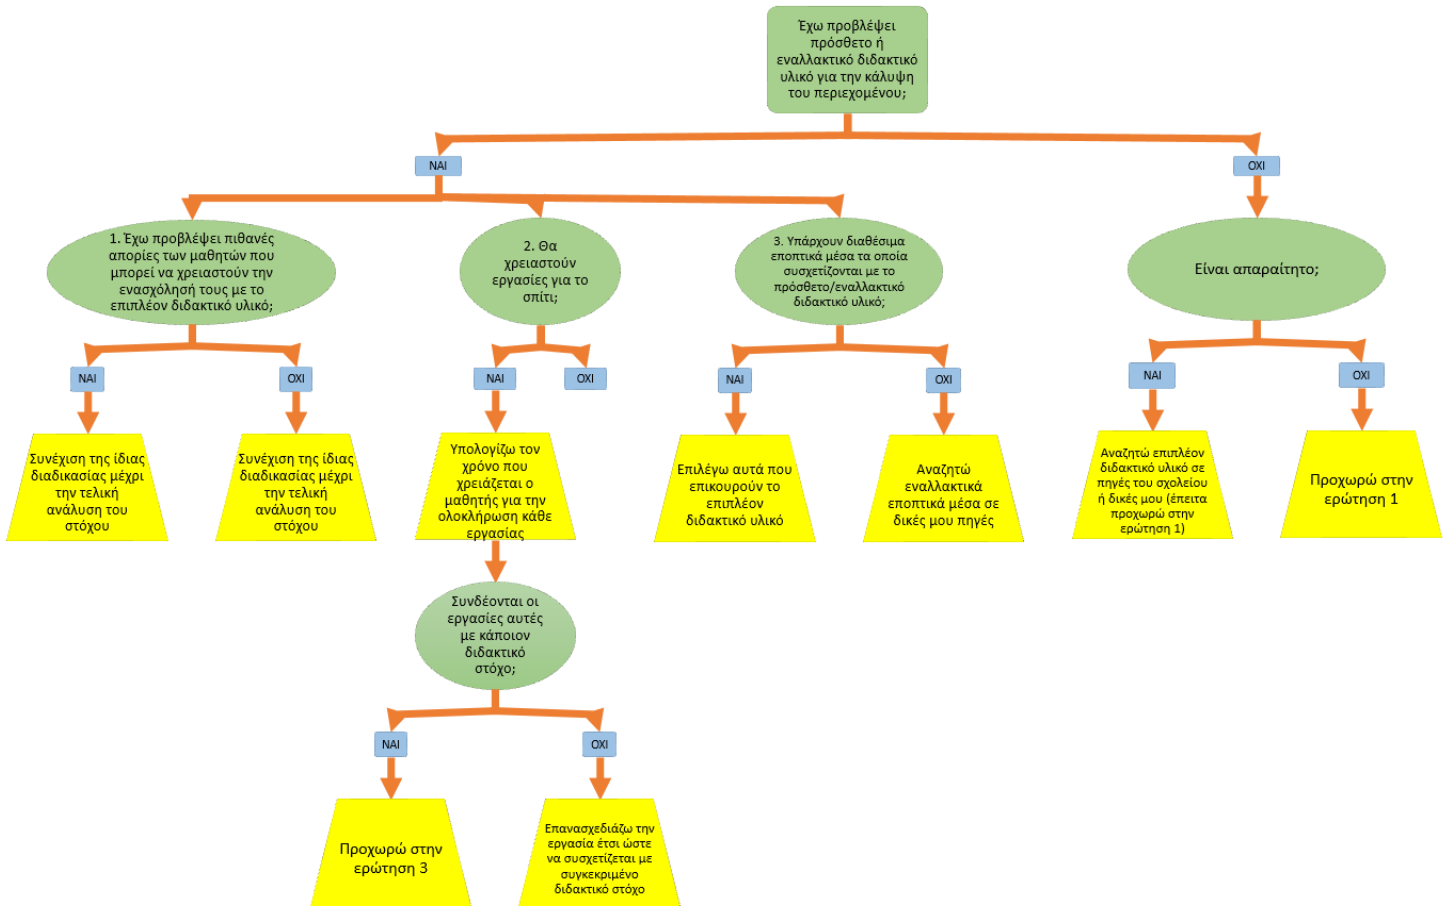 Έχω προβλέψει
πρόσθετο ή
εναλλακτικό διδακτικό
υλικό για την κάλυψη
του περιεχομένου;
ΝΑΙ
ΟΧΙ
1. Έχω προβλέψει πιθανές
απορίες των μαθητών που
μπορεί να χρειαστούν την
ενασχόλησή τους με το
επιπλέον διδακτικό υλικό;
2. Θα
χρειαστούν
εργασίες για το
σπίτι;
3. Υπάρχουν διαθέσιμα
εποπτικά μέσα τα οποία
συσχετίζονται με το
πρόσθετο/εναλλακτικό
διδακτικό υλικό;
Είναι απαραίτητο;
ΝΑΙ
ΟΧΙ
ΝΑΙ
ΟΧΙ
ΝΑΙ
ΟΧΙ
ΝΑΙ
ΟΧΙ
Συνέχιση της ίδιας
διαδικασίας μέχρι
την τελική
ανάλυση του
στόχου
Συνέχιση της ίδιας
διαδικασίας μέχρι
την τελική
ανάλυση του
στόχου
Υπολογίζω τον
χρόνο που
χρειάζεται ο
μαθητής για την
ολοκλήρωση κάθε
εργασίας
Επιλέγω αυτά που
επικουρούν το
επιπλέον
διδακτικό υλικό
Αναζητώ
εναλλακτικά
εποπτικά μέσα σε
δικές μου πηγές
Αναζητώ επιπλέον
διδακτικό υλικό σε
πηγές του σχολείου
ή δικές μου (έπειτα
προχωρώ στην
ερώτηση 1)
Προχωρώ στην
ερώτηση 1
Συνδέονται οι
εργασίες αυτές
με κάποιον
διδακτικό
στόχο;
ΝΑΙ
ΟΧΙ
Προχωρώ στην
ερώτηση 3
Επανασχεδιάζω την
εργασία έτσι ώστε
να συσχετίζεται με
συγκεκριμένο
διδακτικό στόχο